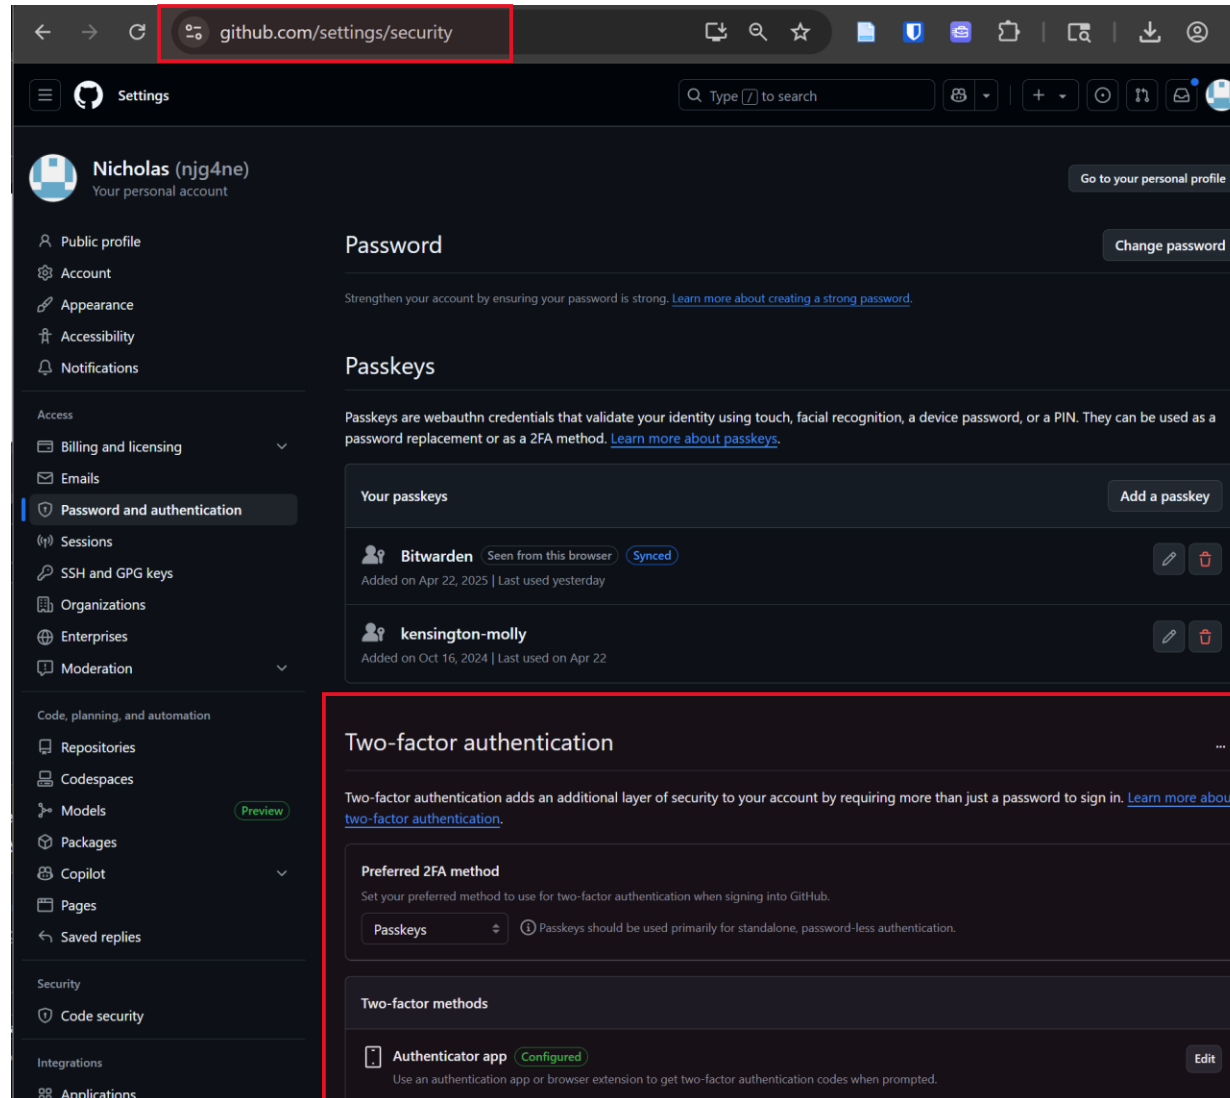 github.com/settings/security
Settings
Type / to search
Nicholas (njg4ne)
Your personal account
Go to your personal profile
Public profile
Account
Appearance
Accessibility
Notifications
Access
Billing and licensing
Emails
Password and authentication
Sessions
SSH and GPG keys
Organizations
Enterprises
Moderation
Code, planning, and automation
Repositories
Codespaces
Models
Preview
Packages
Copilot
Pages
Saved replies
Security
Code security
Integrations
Applications
Password
Change password
Strengthen your account by ensuring your password is strong. Learn more about creating a strong password.
Passkeys
Passkeys are webauthn credentials that validate your identity using touch, facial recognition, a device password, or a PIN. They can be used as a
password replacement or as a 2FA method. Learn more about passkeys.
Your passkeys
Add a passkey
Bitwarden Seen from this browser Synced
Added on Apr 22, 2025 | Last used yesterday
kensington-molly
Added on Oct 16, 2024 | Last used on Apr 22
Two-factor authentication
...
Two-factor authentication adds an additional layer of security to your account by requiring more than just a password to sign in. Learn more abou
two-factor authentication.
Preferred 2FA method
Set your preferred method to use for two-factor authentication when signing into GitHub.
Passkeys
Passkeys should be used primarily for standalone, password-less authentication.
Two-factor methods
Authenticator app Configured
Edit
Use an authentication app or browser extension to get two-factor authentication codes when prompted.